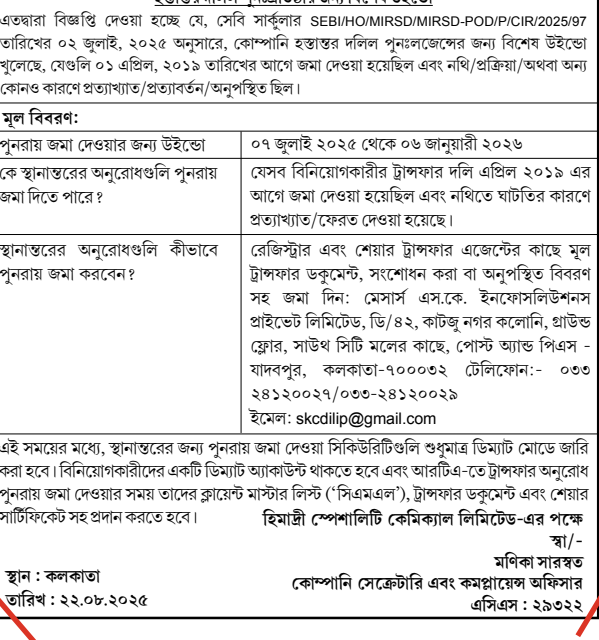 হস্তান্তর দলিল পুনঃপ্রেরণের জন্য বিশেষ উইন্ডো
এতদ্বারা বিজ্ঞপ্তি দেওয়া হচ্ছে যে, সেবি সার্কুলার SEBI/HO/MIRSD/MIRSD-POD/P/CIR/2025/97
তারিখের ০২ জুলাই, ২০২৫ অনুসারে, কোম্পানি হস্তান্তর দলিল পুনঃলজেন্সের জন্য বিশেষ উইন্ডো
খুলেছে, যেগুলি ০১ এপ্রিল, ২০১৯ তারিখের আগে জমা দেওয়া হয়েছিল এবং নথি/প্রক্রিয়া/অথবা অন্য
কোনও কারণে প্রত্যাখ্যাত/প্রত্যাবর্তন/অনুপস্থিত ছিল।
মূল বিবরণ:
পুনরায় জমা দেওয়ার জন্য উইন্ডো
০৭ জুলাই ২০২৫ থেকে ০৬ জানুয়ারী ২০২৬
কে স্থানান্তরের অনুরোধগুলি পুনরায়
জমা দিতে পারে?
যেসব বিনিয়োগকারীর ট্রান্সফার দলি এপ্রিল ২০১৯ এর
আগে জমা দেওয়া হয়েছিল এবং নথিতে ঘাটতির কারণে
প্রত্যাখ্যাত/ফেরত দেওয়া হয়েছে।
স্থানান্তরের অনুরোধগুলি কীভাবে
পুনরায় জমা করবেন?
রেজিস্ট্রার এবং শেয়ার ট্রান্সফার এজেন্টের কাছে মূল
ট্রান্সফার ডকুমেন্ট, সংশোধন করা বা অনুপস্থিত বিবরণ
সহ জমা দিন: মেসার্স এস.কে. ইনফোসলিউশনস
প্রাইভেট লিমিটেড, ডি/৪২, কাটজু নগর কলোনি, গ্রাউন্ড
ফ্লোর, সাউথ সিটি মলের কাছে, পোস্ট অ্যান্ড পিএস -
যাদবপুর, কলকাতা-৭০০০৩২ টেলিফোন:- ০৩৩
২৪১২০০২৭/০৩৩-২৪১২০০২৯
ইমেল: skcdilip@gmail.com
এই সময়ের মধ্যে, স্থানান্তরের জন্য পুনরায় জমা দেওয়া সিকিউরিটিগুলি শুধুমাত্র ডিম্যাট মোডে জারি
করা হবে। বিনিয়োগকারীদের একটি ডিম্যাট অ্যাকাউন্ট থাকতে হবে এবং আরটিএ-তে ট্রান্সফার অনুরোধ
পুনরায় জমা দেওয়ার সময় তাদের ক্লায়েন্ট মাস্টার লিস্ট (‘সিএমএল’), ট্রান্সফার ডকুমেন্ট এবং শেয়ার
সার্টিফিকেট সহ প্রদান করতে হবে।
হিমাদ্রী স্পেশালিটি কেমিক্যাল লিমিটেড-এর পক্ষে
স্বা/-
মণিকা সারস্বত
স্থান : কলকাতা
কোম্পানি সেক্রেটারি এবং কমপ্লায়েন্স অফিসার
তারিখ : ২২.০৮.২০২৫
এসিএস : ২৯৩২২